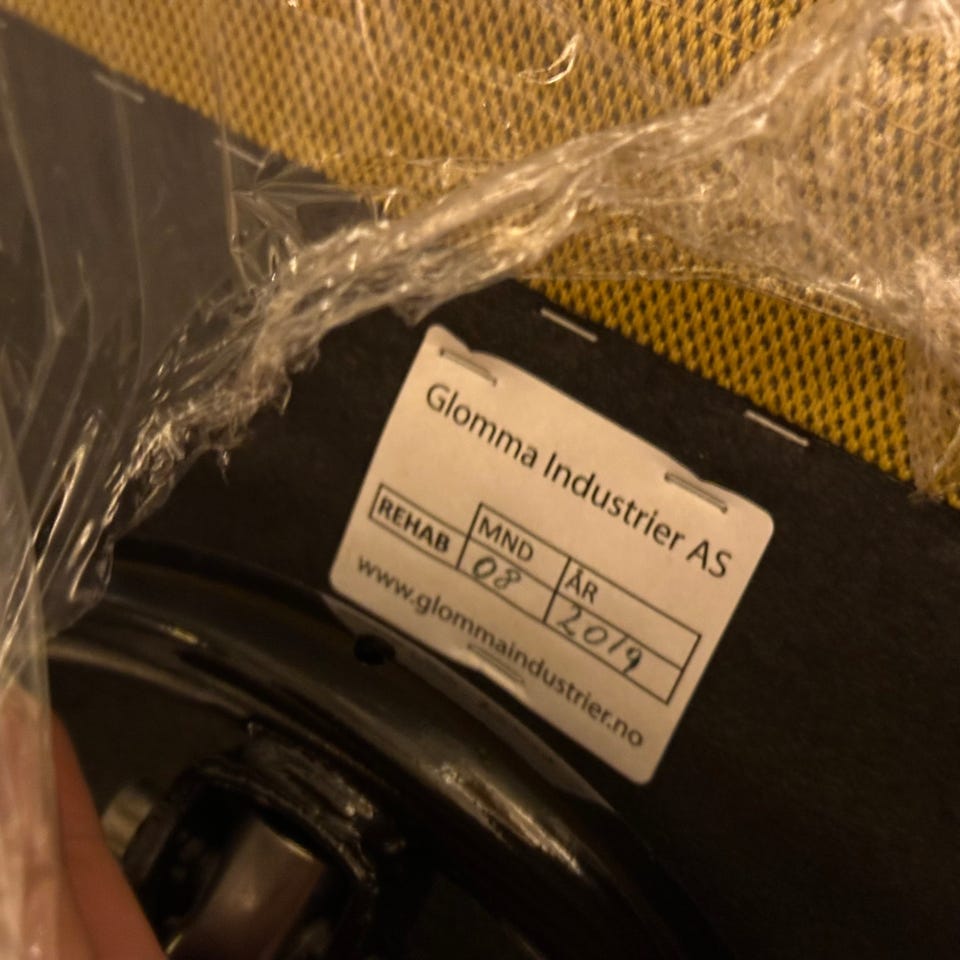 Glomma Industrier AS
REHAB MND ÅR
08 2019
www.glommaindustrier.no